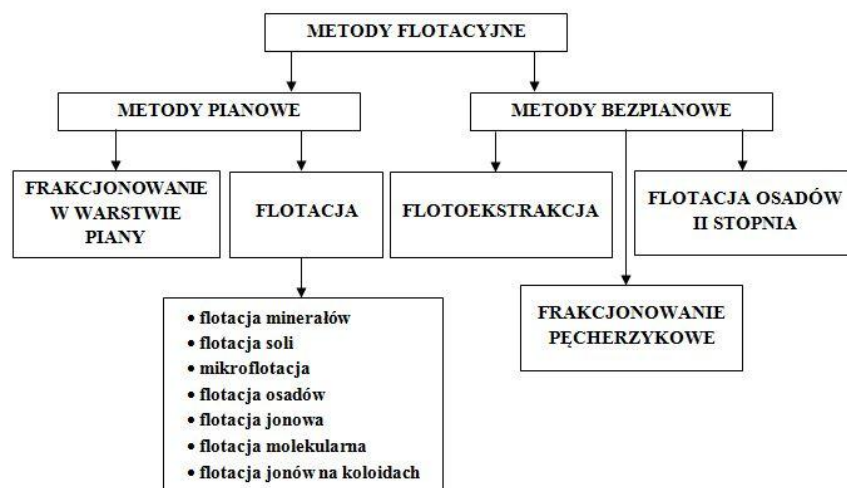 METODY FLOTACYJNE
METODY PIANOWE
METODY BEZPIANOWE
FRAKCJONOWANIE
W WARSTWIE
PIANY
FLOTACJA
FLOTOEKSTRAKCJA
FLOTACJA OSADÓW
II STOPNIA
• flotacja minerałów
• flotacja soli
• mikroflotacja
• flotacja osadów
• flotacja jonowa
• flotacja molekularna
• flotacja jonów na koloidach
FRAKCJONOWANIE
PĘCHERZYKOWE